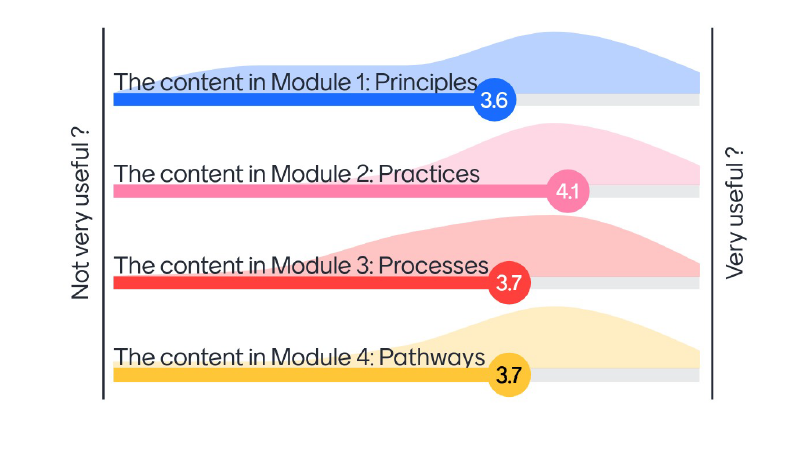 Not very useful ?
The content in Module 1: Principles
3.6
The content in Module 2: Practices
4.1
The content in Module 3: Processes
3.7
The content in Module 4: Pathways
3.7
Very useful ?